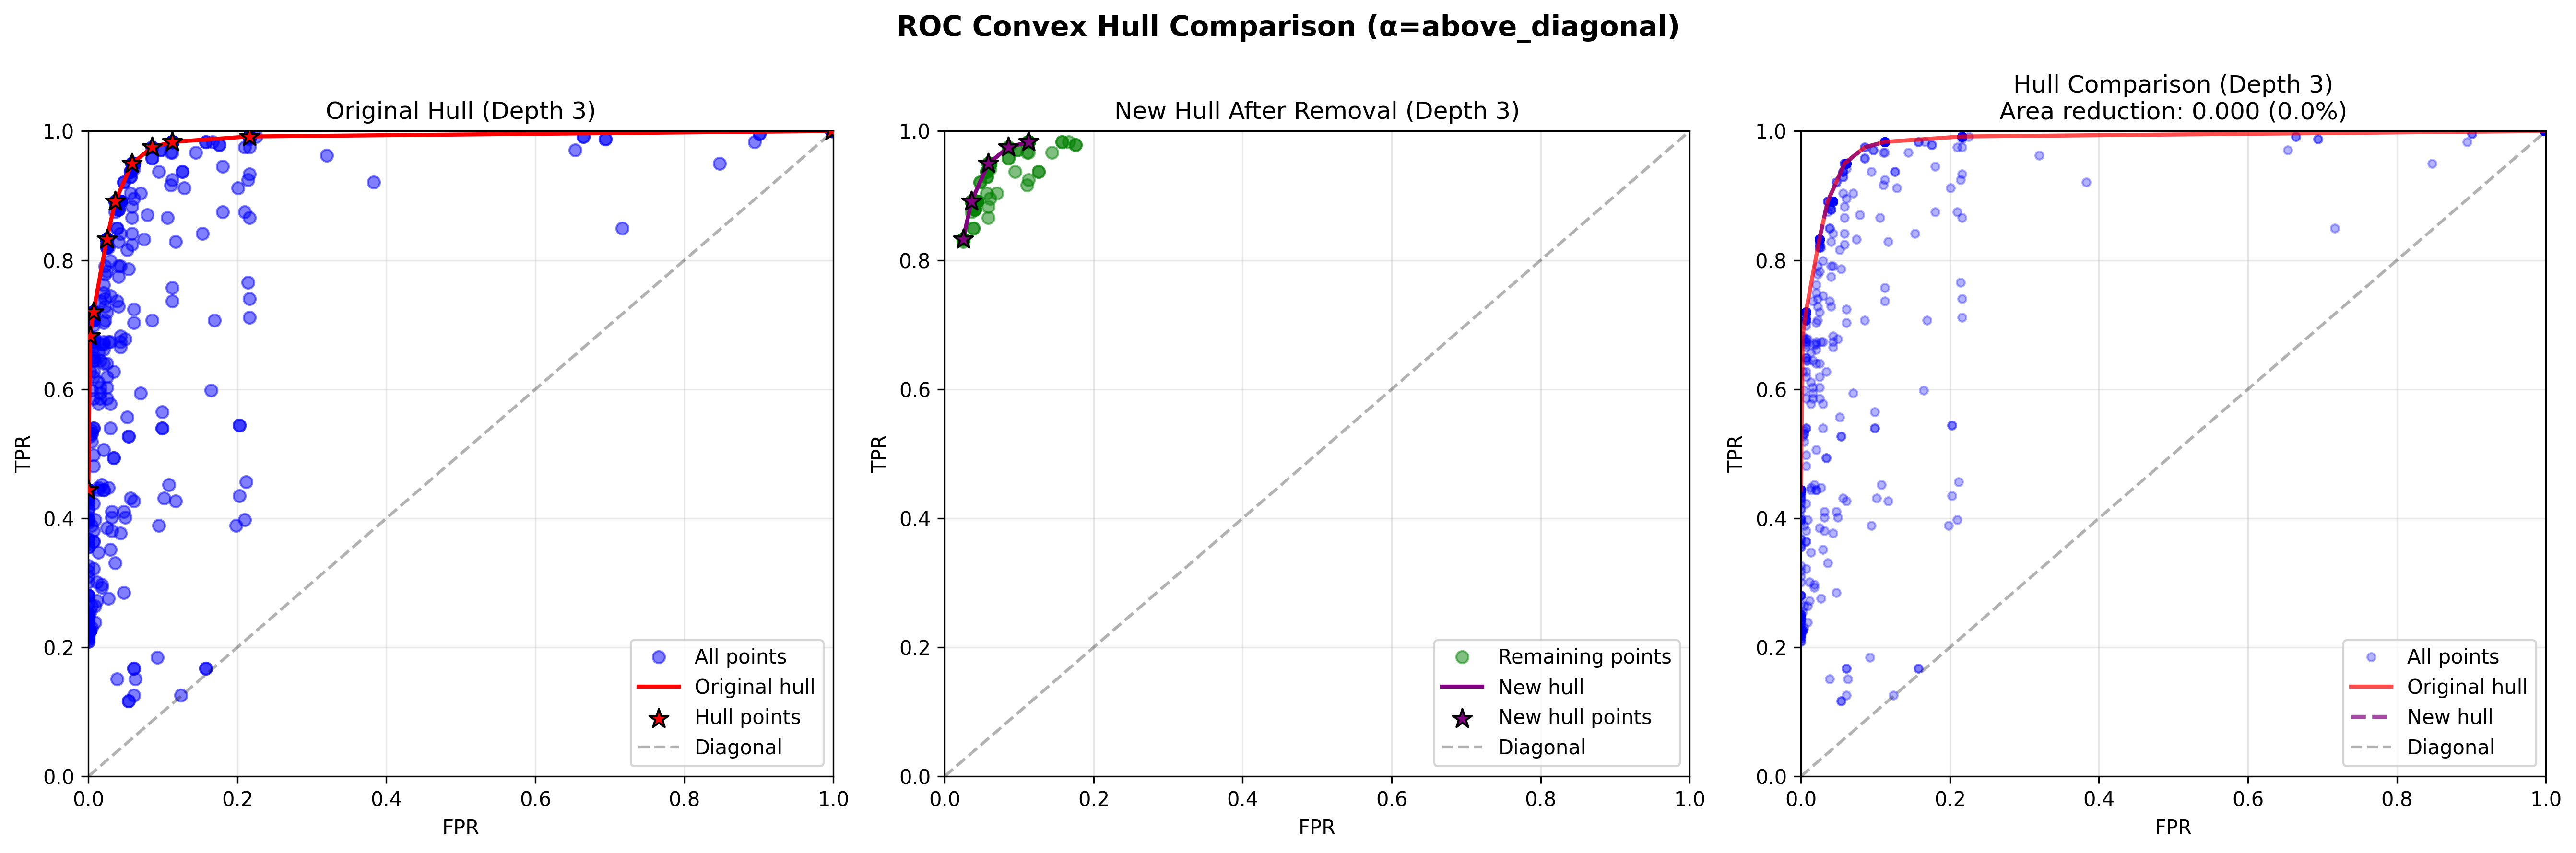 ROC Convex Hull Comparison (α=above_diagonal)
Original Hull (Depth 3)
1.0
0.8
0.6
0.4
0.2
0.0
TPR
0.0 0.2 0.4 0.6 0.8 1.0
FPR
All points
Original hull
Hull points
Diagonal
New Hull After Removal (Depth 3)
1.0
0.8
0.6
0.4
0.2
0.0
TPR
0.0 0.2 0.4 0.6 0.8 1.0
FPR
Remaining points
New hull
New hull points
Diagonal
Hull Comparison (Depth 3)
Area reduction: 0.000 (0.0%)
1.0
0.8
0.6
0.4
0.2
0.0
TPR
0.0 0.2 0.4 0.6 0.8 1.0
FPR
All points
Original hull
New hull
Diagonal